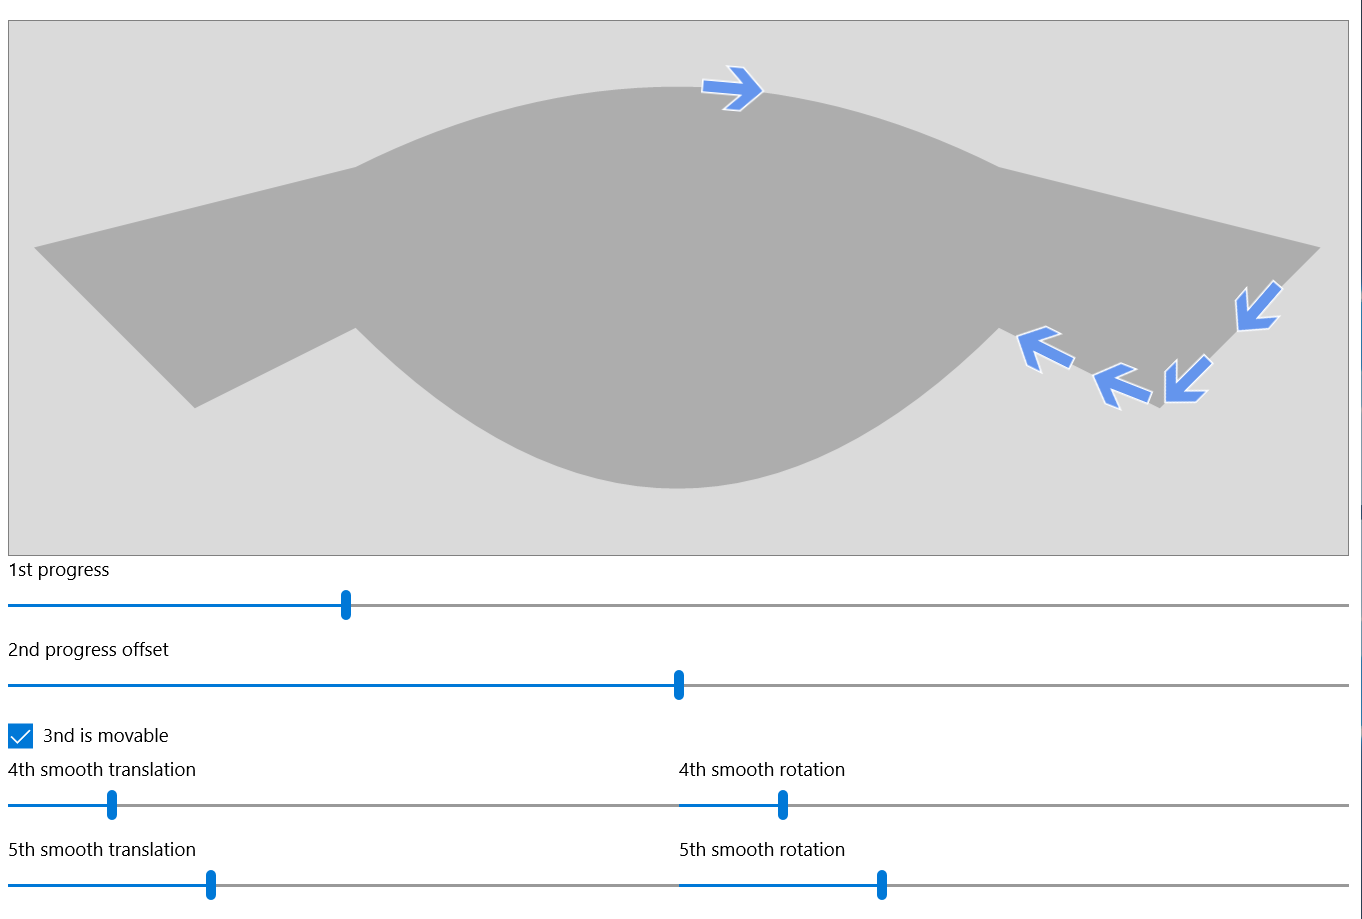 1st progress
2nd progress offset
3nd is movable
4th smooth translation
4th smooth rotation
5th smooth translation
5th smooth rotation